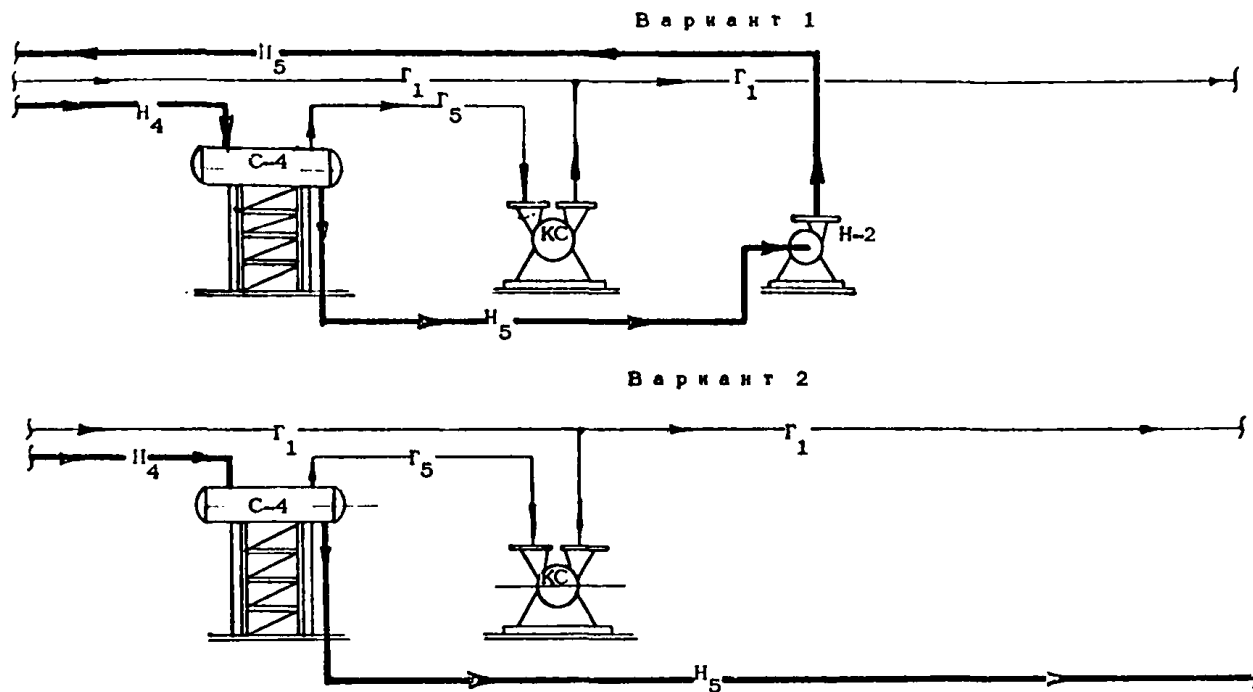 Вариант 1
Н₅
Г₁ Г₁
Н₄ Г₅
С-4
КС Н-2
Н₅
Вариант 2
Г₁ Г₁
Н₄ Г₅
С-4
КС
Н₅